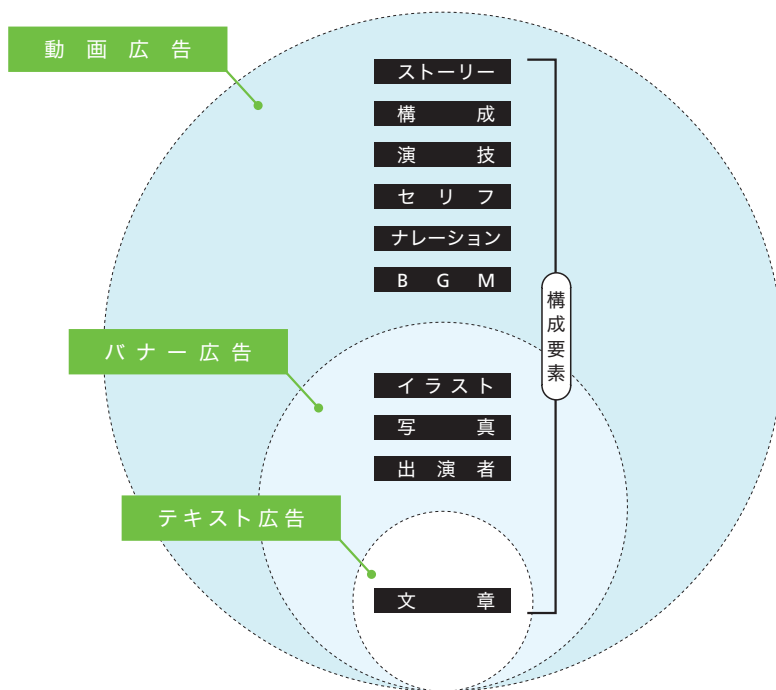 動画広告
ストーリー
構成
演技
セリフ
ナレーション
BGM
構成要素
バナー広告
イラスト
写真
出演者
テキスト広告
文章